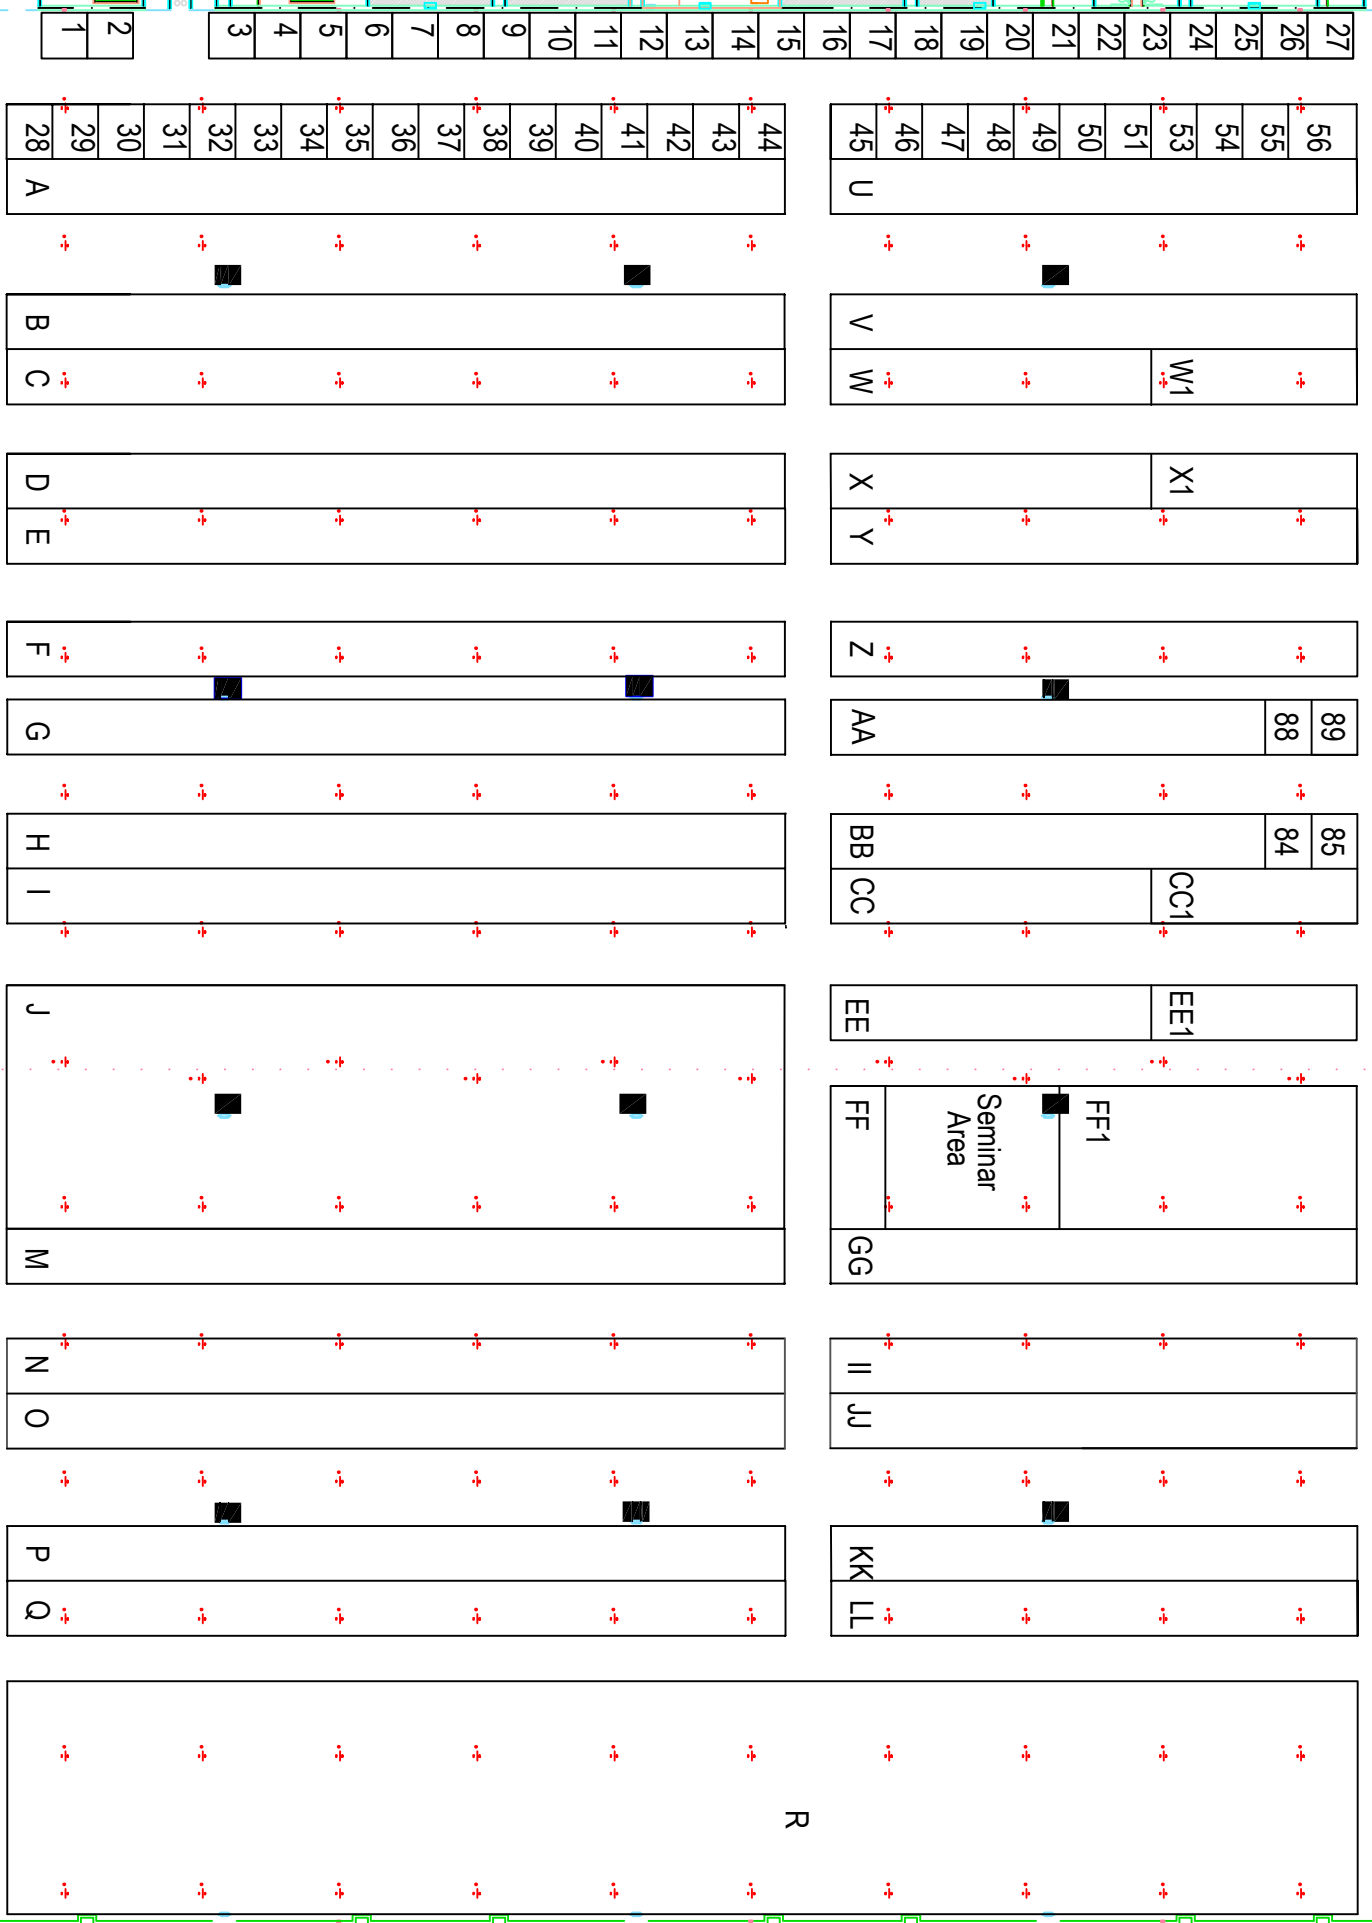 1 2 3 4 5 6 7 8 9 10 11 12 13 14 15 16 17 18 19 20 21 22 23 24 25 26 27
28 29 30 31 32 33 34 35 36 37 38 39 40 41 42 43 44 45 46 47 48 49 50 51 53 54 55 56
A U
B V
C W W1
D X X1
E Y
F Z
G AA 88 89
H BB 84 85
I CC CC1
J EE EE1
FF Seminar FF1
Area
M GG
N II
O JJ
P KK
Q LL
R